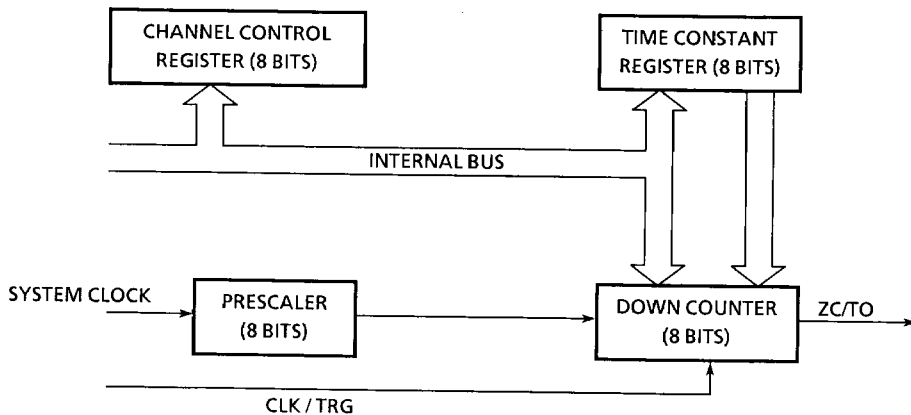 CHANNEL CONTROL
REGISTER (8 BITS)
TIME CONSTANT
REGISTER (8 BITS)
INTERNAL BUS
SYSTEM CLOCK
PRESCALER
(8 BITS)
DOWN COUNTER
(8 BITS)
ZC/TO
CLK / TRG